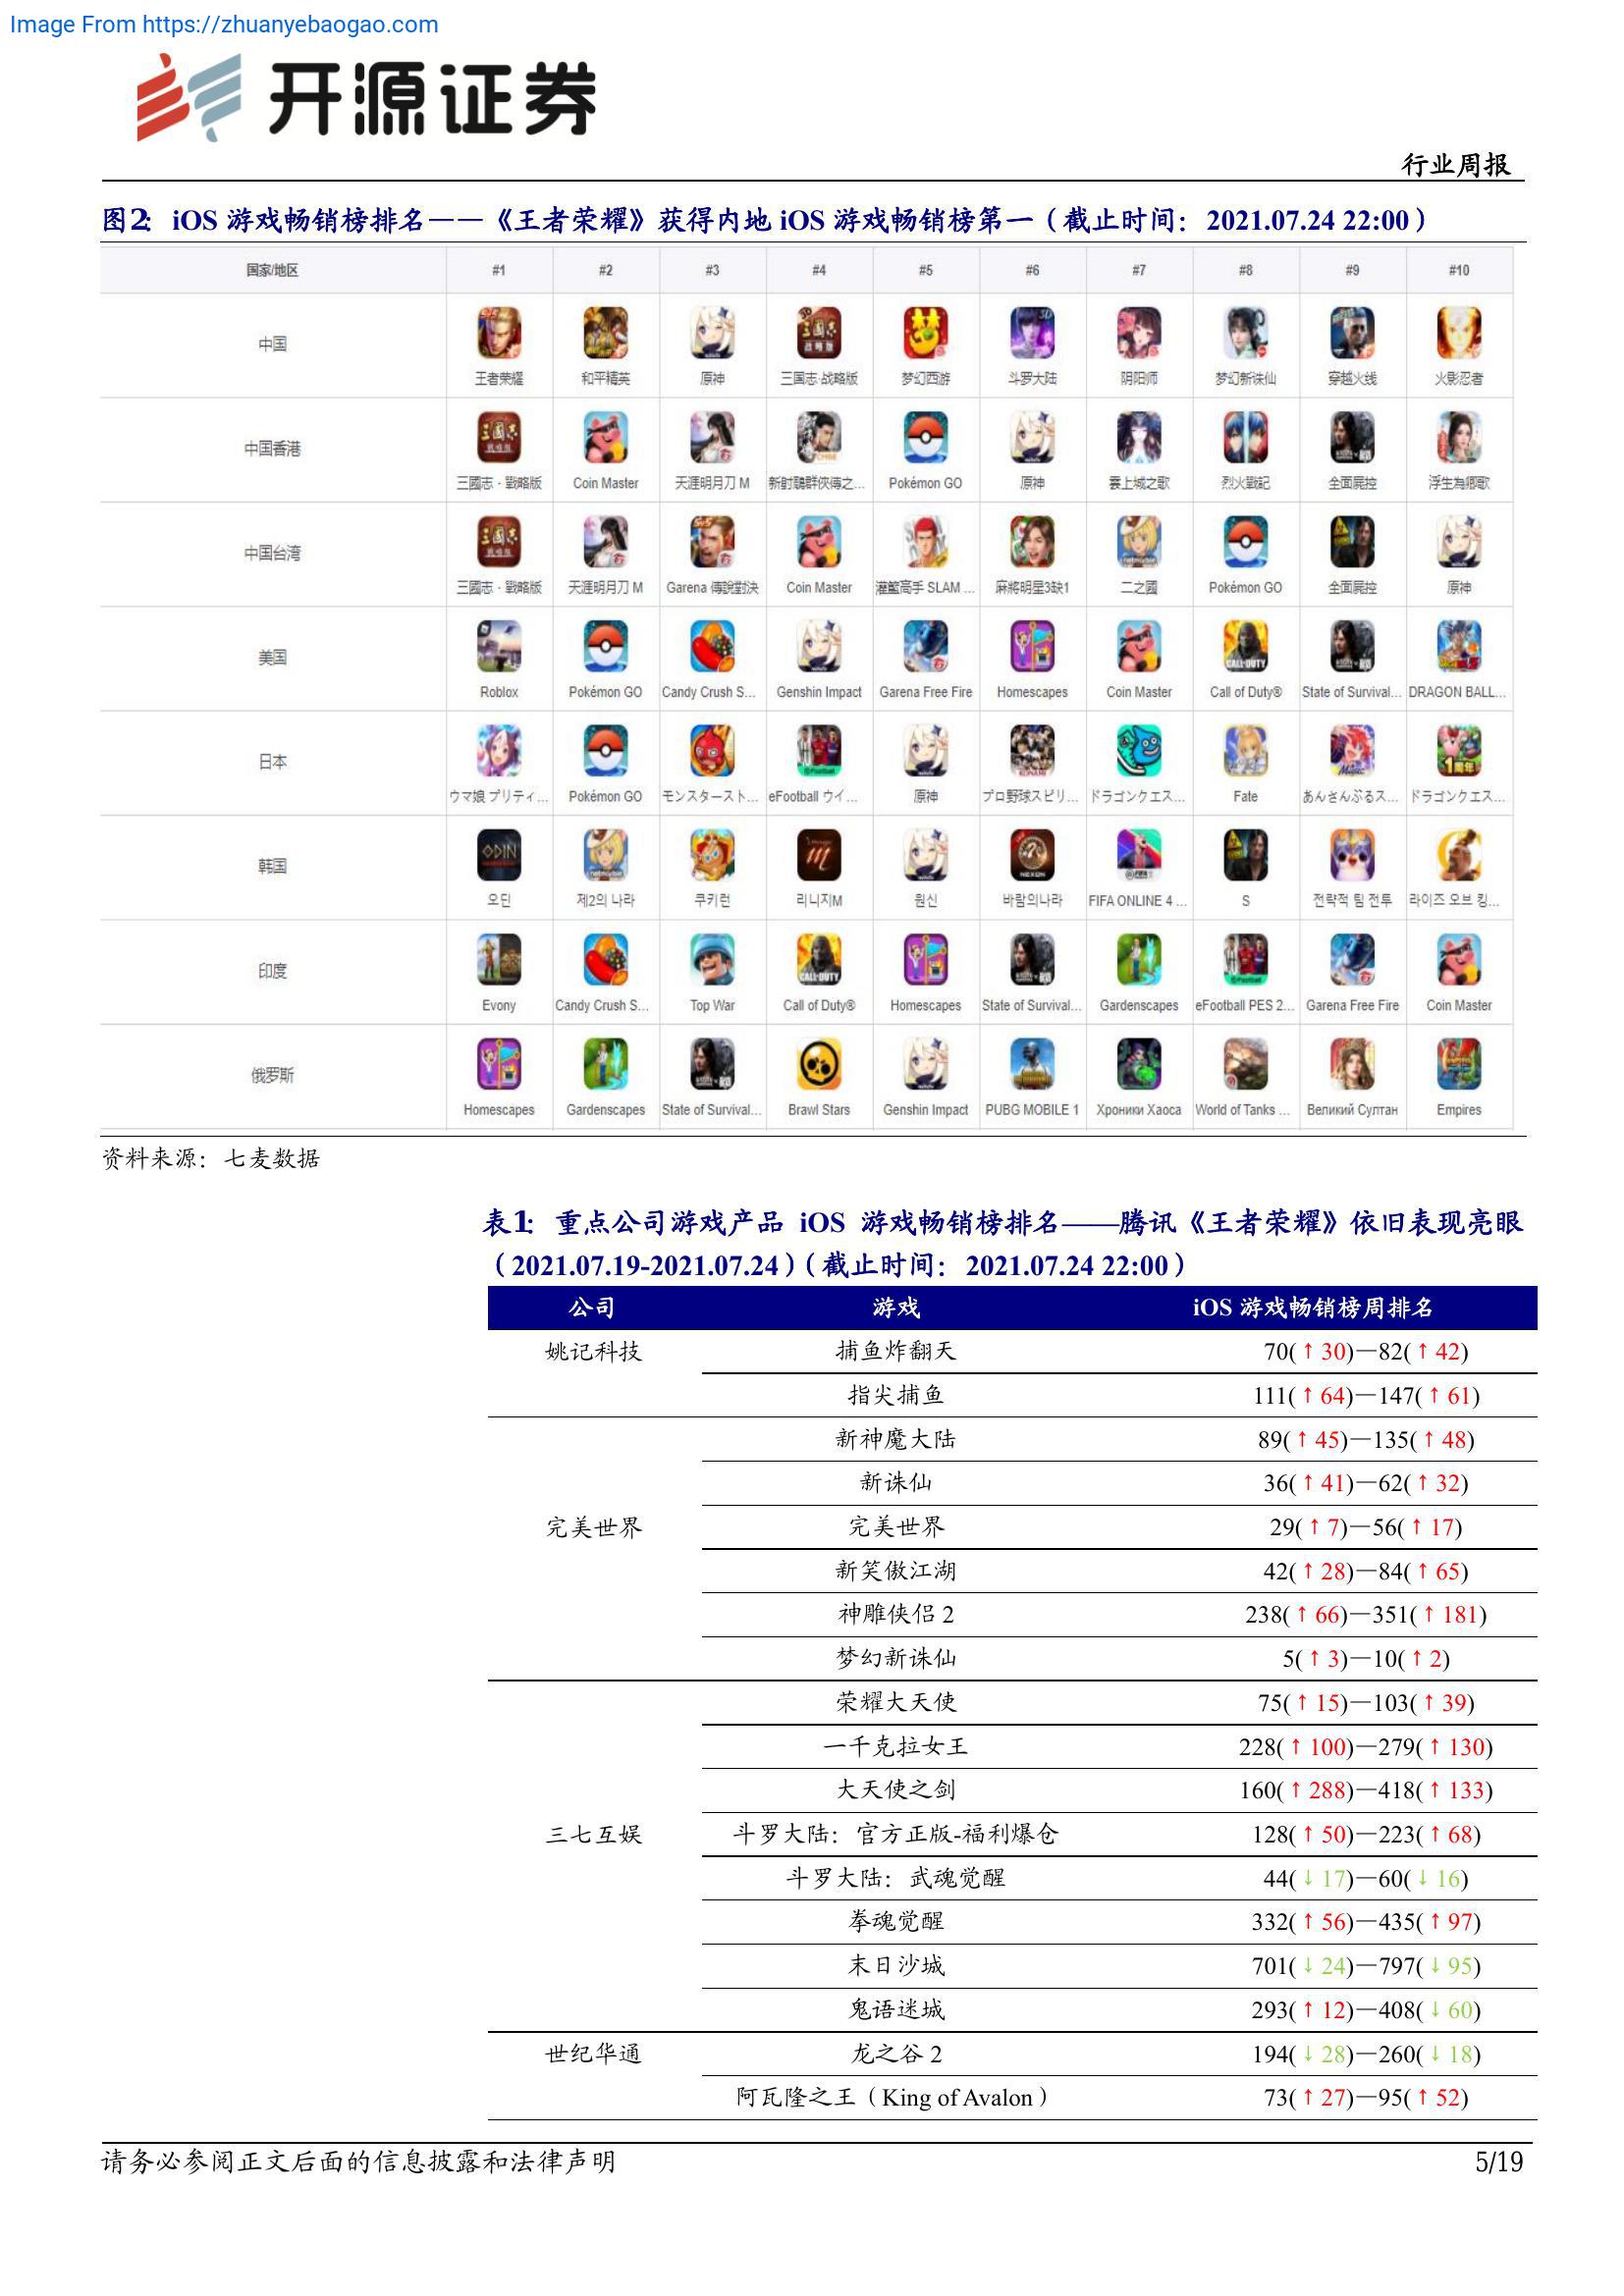 Image From https://zhuanyebaogao.com
开源证券
行业周报
图2: iOS 游戏畅销榜排名——《王者荣耀》获得内地 iOS 游戏畅销榜第一（截止时间：2021.07.24 22:00）
国家/地区 #1 #2 #3 #4 #5 #6 #7 #8 #9 #10
中国
王者荣耀 和平精英 原神 三国志·战略版 梦幻西游 斗罗大陆 阴阳师 梦幻新诛仙 穿越火线 火影忍者
中国香港
三國志·戰略版 Coin Master 天涯明月刀 M 新射鵰群俠傳之... Pokémon GO 原神 雲上城之歌 烈火戰記 全面屍控 浮生為卿歌
中国台湾
三國志·戰略版 天涯明月刀 M Garena 傳說對決 Coin Master 灌籃高手 SLAM ... 麻將明星3缺1 二之國 Pokémon GO 全面屍控 原神
美国
Roblox Pokémon GO Candy Crush S... Genshin Impact Garena Free Fire Homescapes Coin Master Call of Duty® State of Survival... DRAGON BALL...
日本
ウマ娘 プリティ... Pokémon GO モンスタースト... eFootball ウイ... 原神 プロ野球スピリ... ドラゴンクエス... Fate あんさんぶるス... ドラゴンクエス...
韩国
오딘 제2의 나라 쿠키런 리니지M 원신 바람의나라 FIFA ONLINE 4 ... S 전략적 팀 전투 라이즈 오브 킹...
印度
Evony Candy Crush S... Top War Call of Duty® Homescapes State of Survival... Gardenscapes eFootball PES 2... Garena Free Fire Coin Master
俄罗斯
Homescapes Gardenscapes State of Survival... Brawl Stars Genshin Impact PUBG MOBILE 1 Хроники Хаоса World of Tanks ... Великий Султан Empires
资料来源：七麦数据
表1: 重点公司游戏产品 iOS 游戏畅销榜排名——腾讯《王者荣耀》依旧表现亮眼
（2021.07.19-2021.07.24）（截止时间：2021.07.24 22:00）
公司 游戏 iOS 游戏畅销榜周排名
姚记科技 捕鱼炸翻天 70(↑30)—82(↑42)
指尖捕鱼 111(↑64)—147(↑61)
新神魔大陆 89(↑45)—135(↑48)
新诛仙 36(↑41)—62(↑32)
完美世界 完美世界 29(↑7)—56(↑17)
新笑傲江湖 42(↑28)—84(↑65)
神雕侠侣 2 238(↑66)—351(↑181)
梦幻新诛仙 5(↑3)—10(↑2)
荣耀大天使 75(↑15)—103(↑39)
一千克拉女王 228(↑100)—279(↑130)
大天使之剑 160(↑288)—418(↑133)
三七互娱 斗罗大陆：官方正版-福利爆仓 128(↑50)—223(↑68)
斗罗大陆：武魂觉醒 44(↓17)—60(↓16)
拳魂觉醒 332(↑56)—435(↑97)
末日沙城 701(↓24)—797(↓95)
鬼语迷城 293(↑12)—408(↓60)
世纪华通 龙之谷 2 194(↓28)—260(↓18)
阿瓦隆之王（King of Avalon） 73(↑27)—95(↑52)
请务必参阅正文后面的信息披露和法律声明 5/19